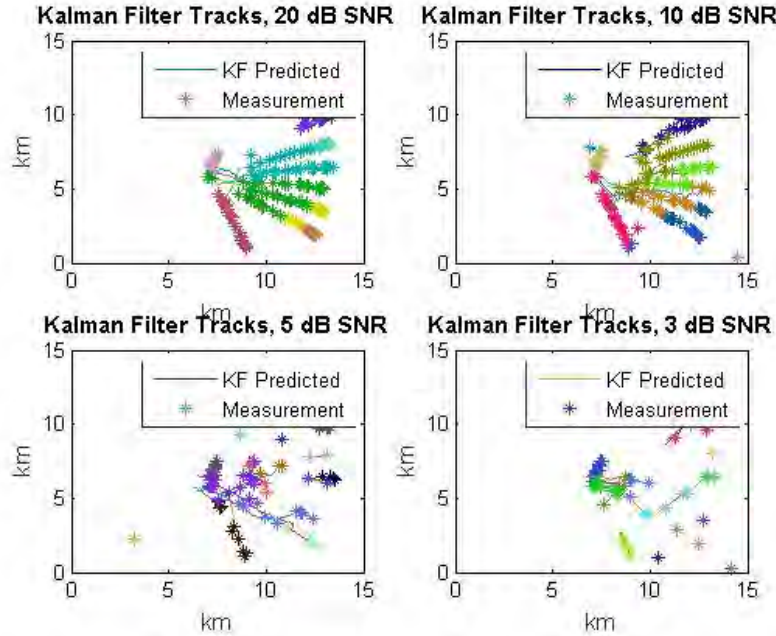 Kalman Filter Tracks, 20 dB SNR
KF Predicted
Measurement
15
10
5
0
km
0
5
10
15
km
Kalman Filter Tracks, 10 dB SNR
KF Predicted
Measurement
15
10
5
0
km
0
5
10
15
km
Kalman Filter Tracks, 5 dB SNR
KF Predicted
Measurement
15
10
5
0
km
0
5
10
15
km
Kalman Filter Tracks, 3 dB SNR
KF Predicted
Measurement
15
10
5
0
km
0
5
10
15
km